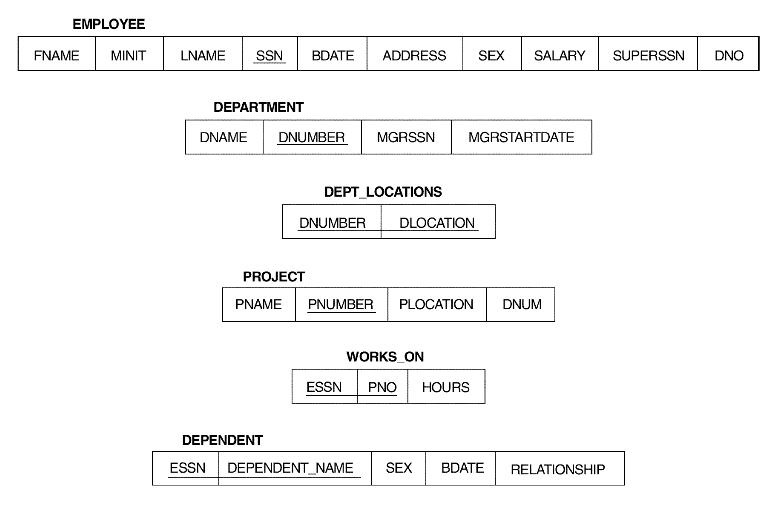 EMPLOYEE
FNAME MINIT LNAME SSN BDATE ADDRESS SEX SALARY SUPERSSN DNO
DEPARTMENT
DNAME DNUMBER MGRSSN MGRSTARTDATE
DEPT_LOCATIONS
DNUMBER DLOCATION
PROJECT
PNAME PNUMBER PLOCATION DNUM
WORKS_ON
ESSN PNO HOURS
DEPENDENT
ESSN DEPENDENT_NAME SEX BDATE RELATIONSHIP